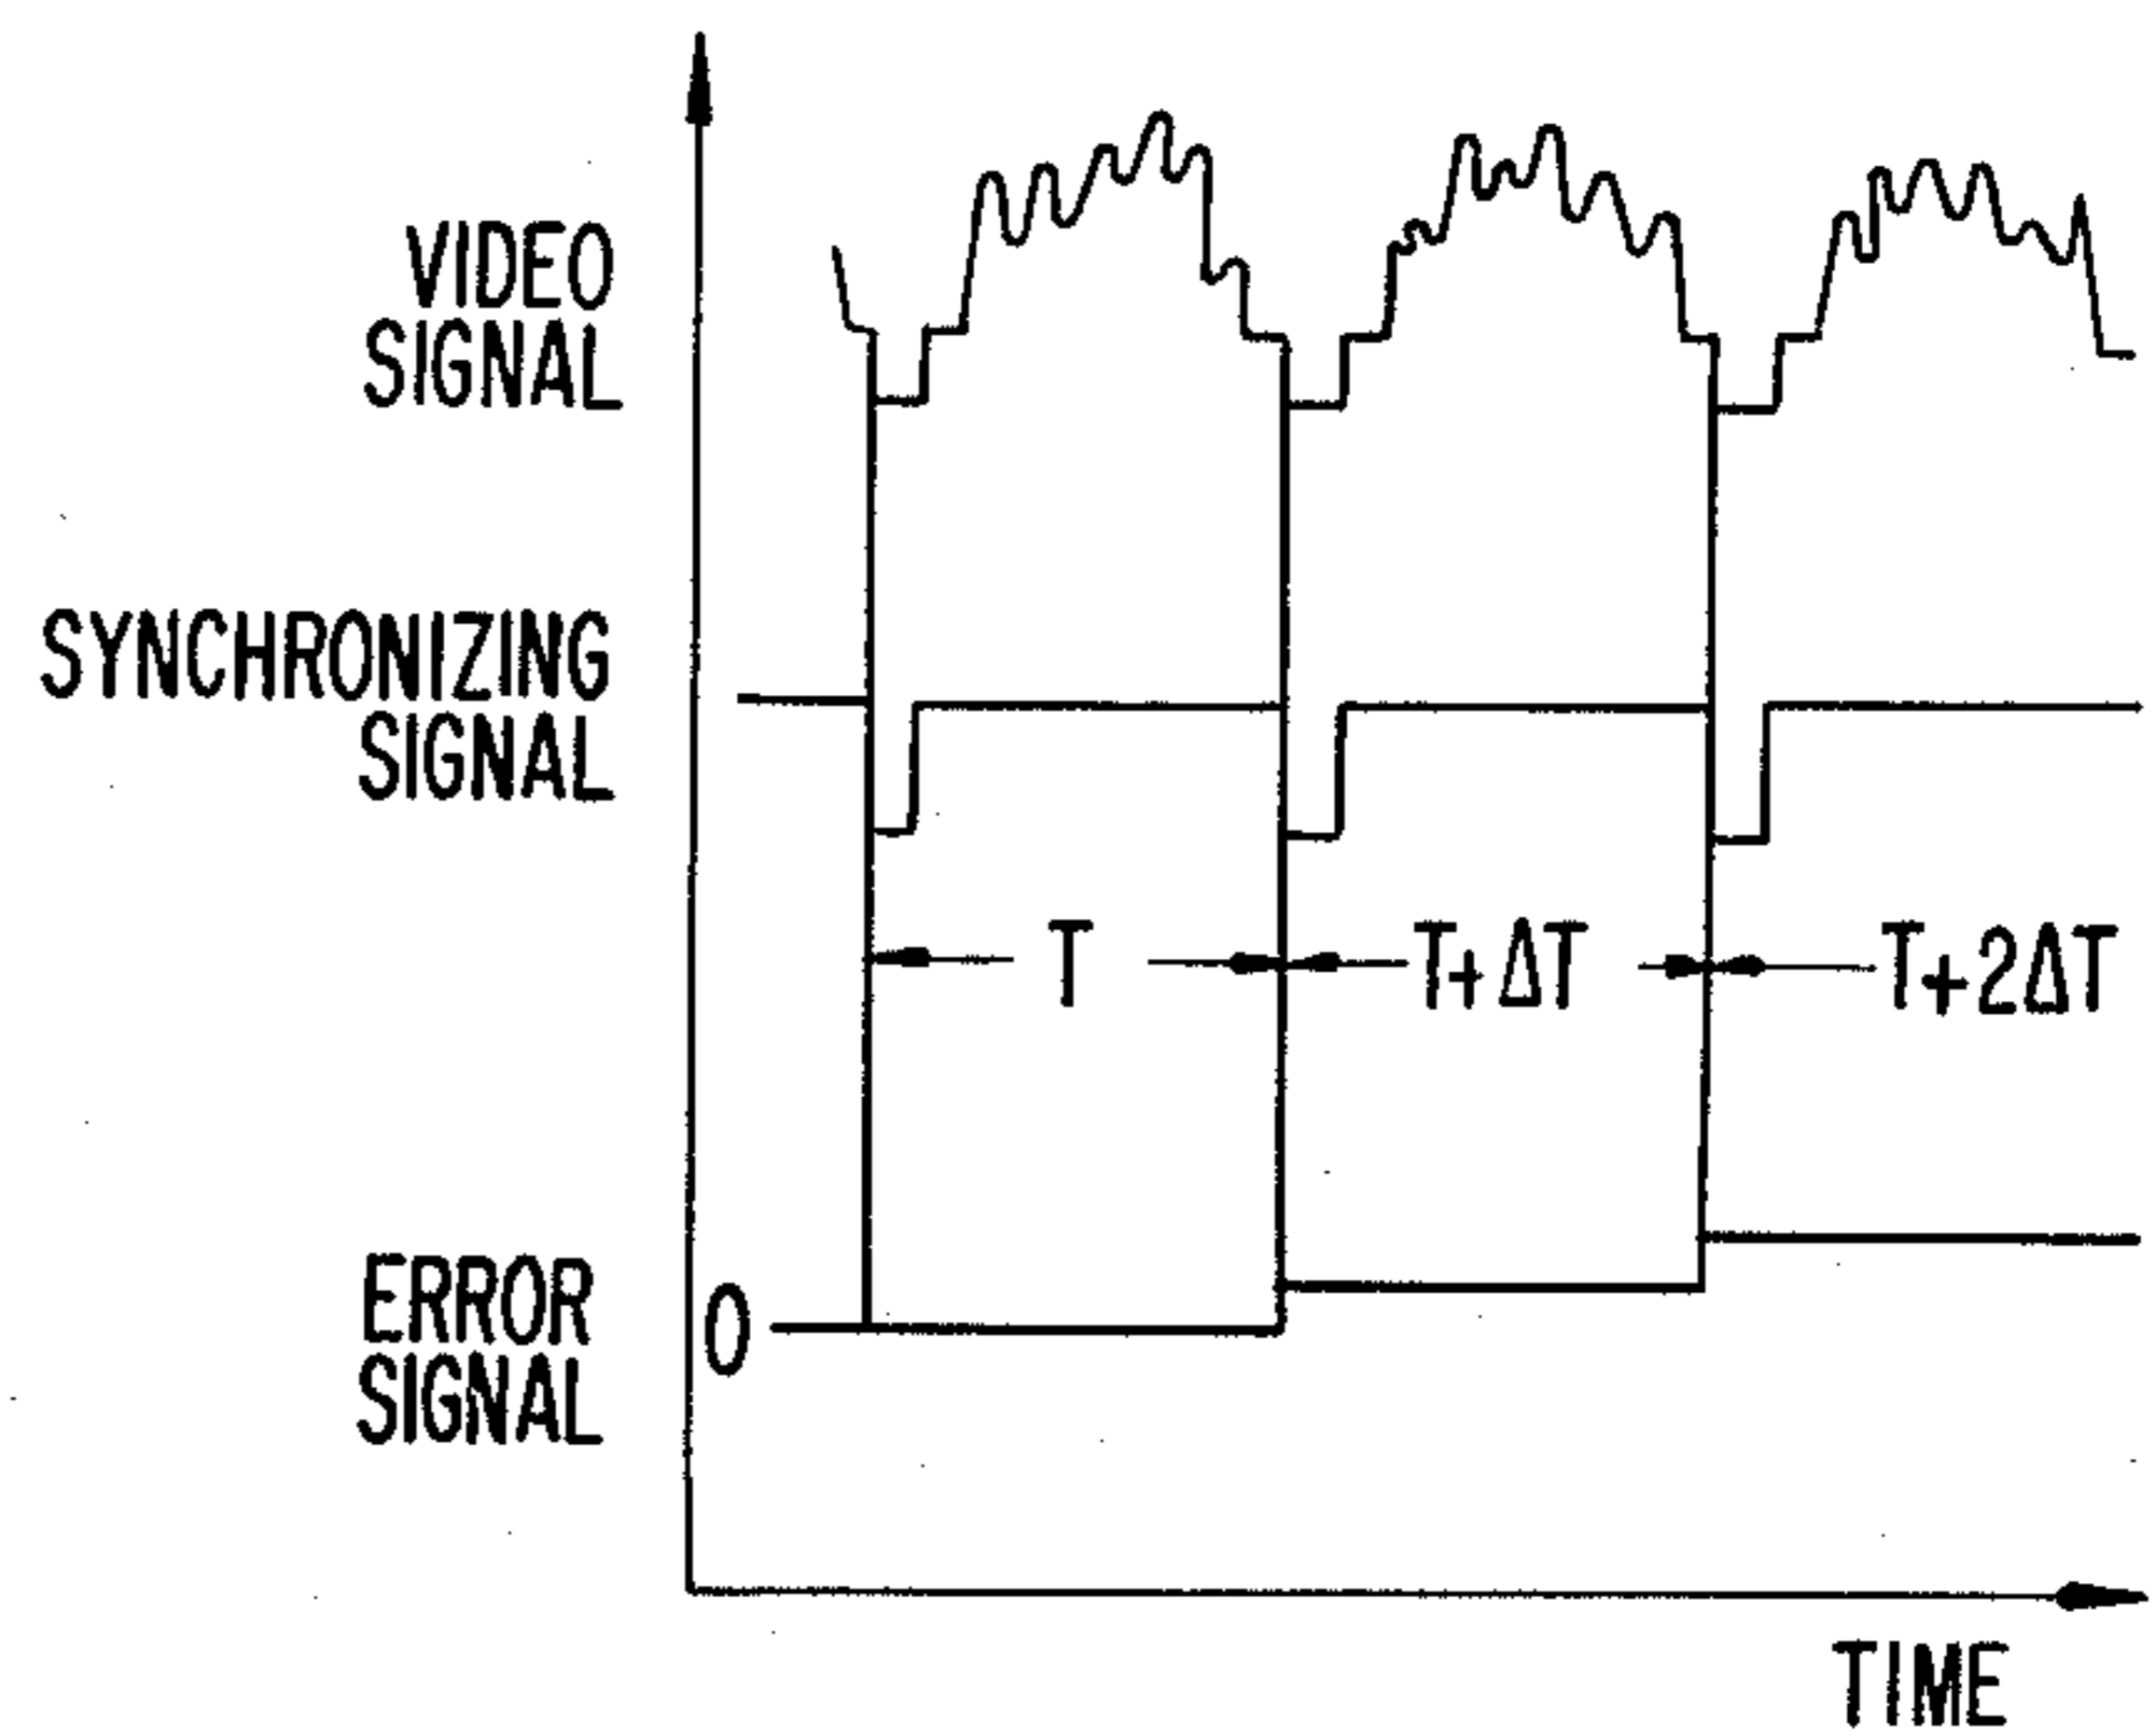 VIDEO
SIGNAL
SYNCHRONIZING
SIGNAL
T
T+ΔT
T+2ΔT
ERROR
SIGNAL
0
TIME